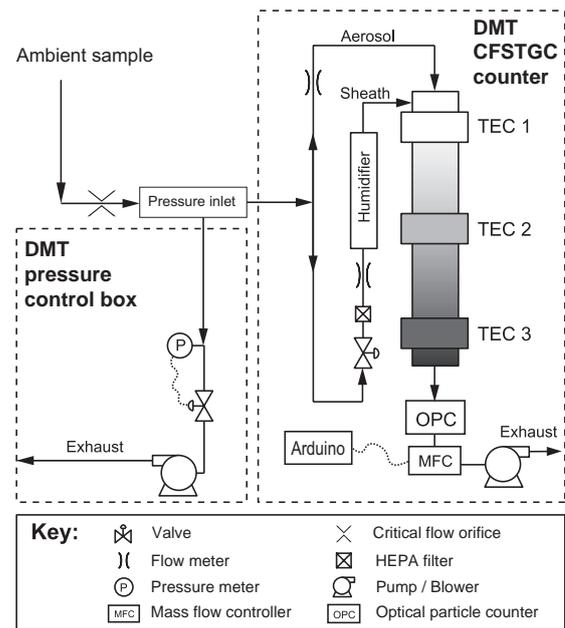 Ambient sample
Pressure inlet
DMT
pressure
control box
P
Exhaust
DMT
CFSTGC
counter
Aerosol
Sheath
Humidifier
TEC 1
TEC 2
TEC 3
OPC
Arduino
MFC
Exhaust
Key:
Valve
Critical flow orifice
Flow meter
HEPA filter
P Pressure meter
Pump / Blower
MFC Mass flow controller
OPC Optical particle counter